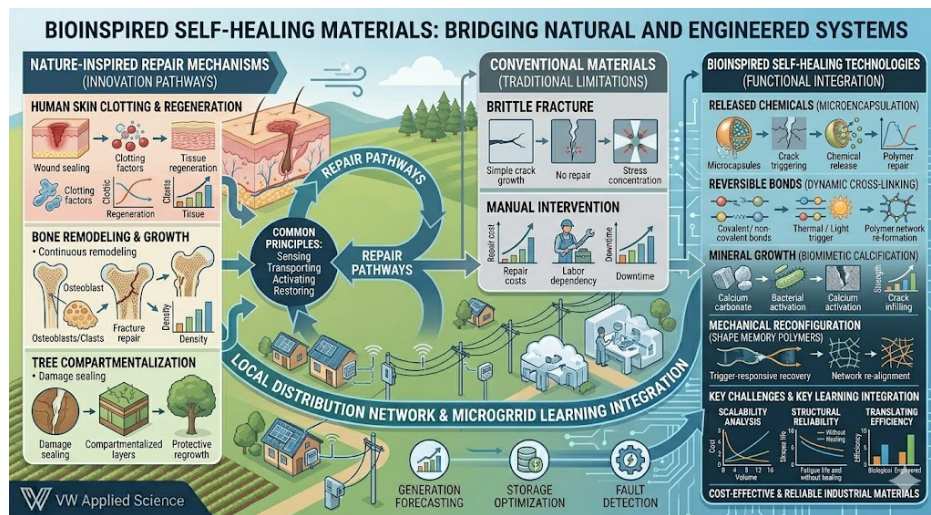 BIOINSPIRED SELF-HEALING MATERIALS: BRIDGING NATURAL AND ENGINEERED SYSTEMS
NATURE-INSPIRED REPAIR MECHANISMS
(INNOVATION PATHWAYS)
HUMAN SKIN CLOTTING & REGENERATION
Wound sealing
Clotting factors
Tissue regeneration
Clotting factors
Clotic
Regeneration
Tissue
BONE REMODELING & GROWTH
• Continuous remodeling
Osteoblast
Osteoblasts/Clasts
Fracture repair
Density
Density
TREE COMPARTMENTALIZATION
• Damage sealing
Damage sealing
Compartmentalized layers
Protective regrowth
VW Applied Science
REPAIR PATHWAYS
COMMON PRINCIPLES:
Sensing
Transporting
Activating
Restoring
REPAIR PATHWAYS
LOCAL DISTRIBUTION NETWORK & MICROGRRID LEARNING INTEGRATION
GENERATION FORECASTING
STORAGE OPTIMIZATION
FAULT DETECTION
CONVENTIONAL MATERIALS
(TRADITIONAL LIMITATIONS)
BRITTLE FRACTURE
Simple crack growth
No repair
Stress concentration
MANUAL INTERVENTION
Repair cost
Repair costs
Labor dependency
Downtime
Downtime
BIOINSPIRED SELF-HEALING TECHNOLOGIES
(FUNCTIONAL INTEGRATION)
RELEASED CHEMICALS (MICROENCAPSULATION)
Microcapsules
Crack triggering
Chemical release
Polymer repair
REVERSIBLE BONDS (DYNAMIC CROSS-LINKING)
Covalent/ non-covalent bonds
Thermal / Light trigger
Polymer network re-formation
MINERAL GROWTH (BIOMIMETIC CALCIFICATION)
Calcium carbonate
Bacterial activation
Calcium activation
Strength
Crack infilling
MECHANICAL RECONFIGURATION
(SHAPE MEMORY POLYMERS)
Trigger-responsive recovery
Network re-alignment
KEY CHALLENGES & KEY LEARNING INTEGRATION
SCALABILITY ANALYSIS
Cost
0 4 8 12 16
Volume
STRUCTURAL RELIABILITY
Without
Fatigue life and without healing
TRANSLATING EFFICIENCY
Efficiency
Biological
Engineered
COST-EFFECTIVE & RELIABLE INDUSTRIAL MATERIALS